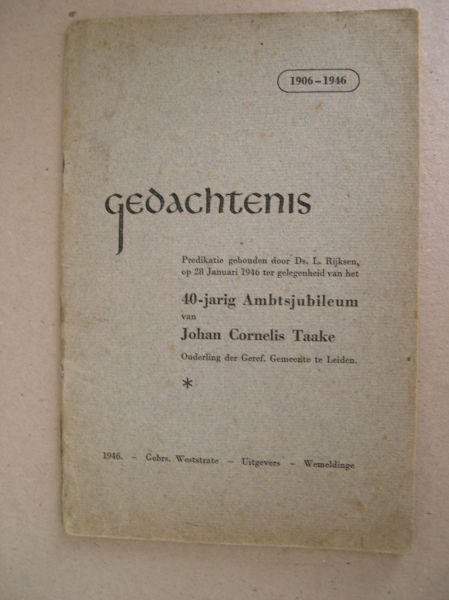 1906-1946
Gedachtenis
Predikatie gehouden door Ds. L. Rijksen,
op 28 Januari 1946 ter gelegenheid van het
40-jarig Ambtsjubileum
van
Johan Cornelis Taake
Ouderling der Geref. Gemeente te Leiden.
*
1946. - Gebrs. Weststrate - Uitgevers - Wemeldinge